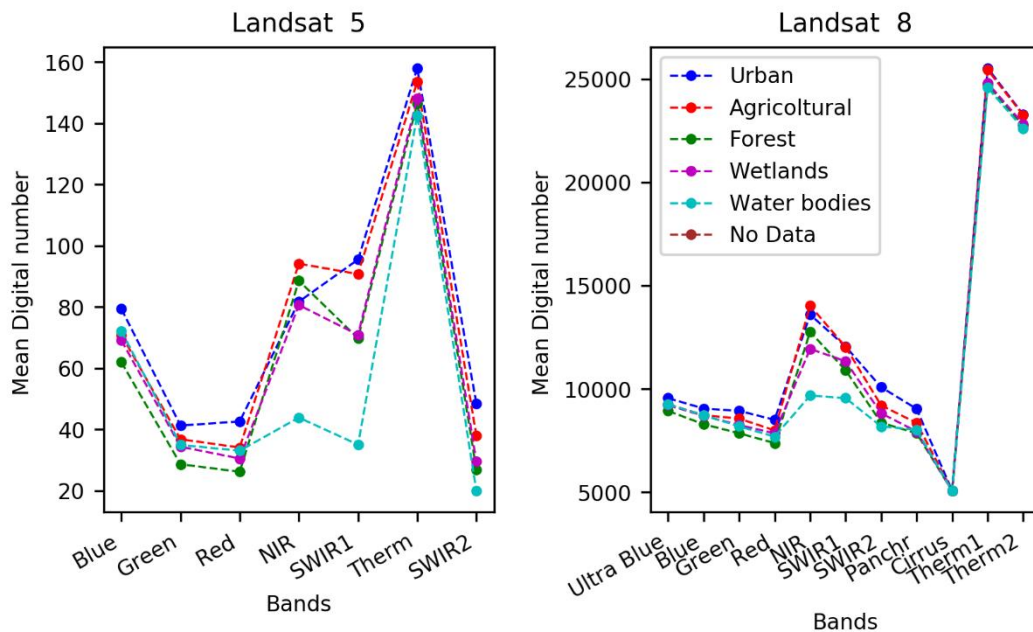 Landsat 5
160
140
120
100
80
60
40
20
Mean Digital number
Blue
Green
Red
NIR
SWIR1
Therm
SWIR2
Bands
Landsat 8
25000
20000
15000
10000
5000
Mean Digital number
Urban
Agricoltural
Forest
Wetlands
Water bodies
No Data
Ultra Blue
Blue
Green
Red
NIR
SWIR1
SWIR2
Panchr
Cirrus
Therm1
Therm2
Bands